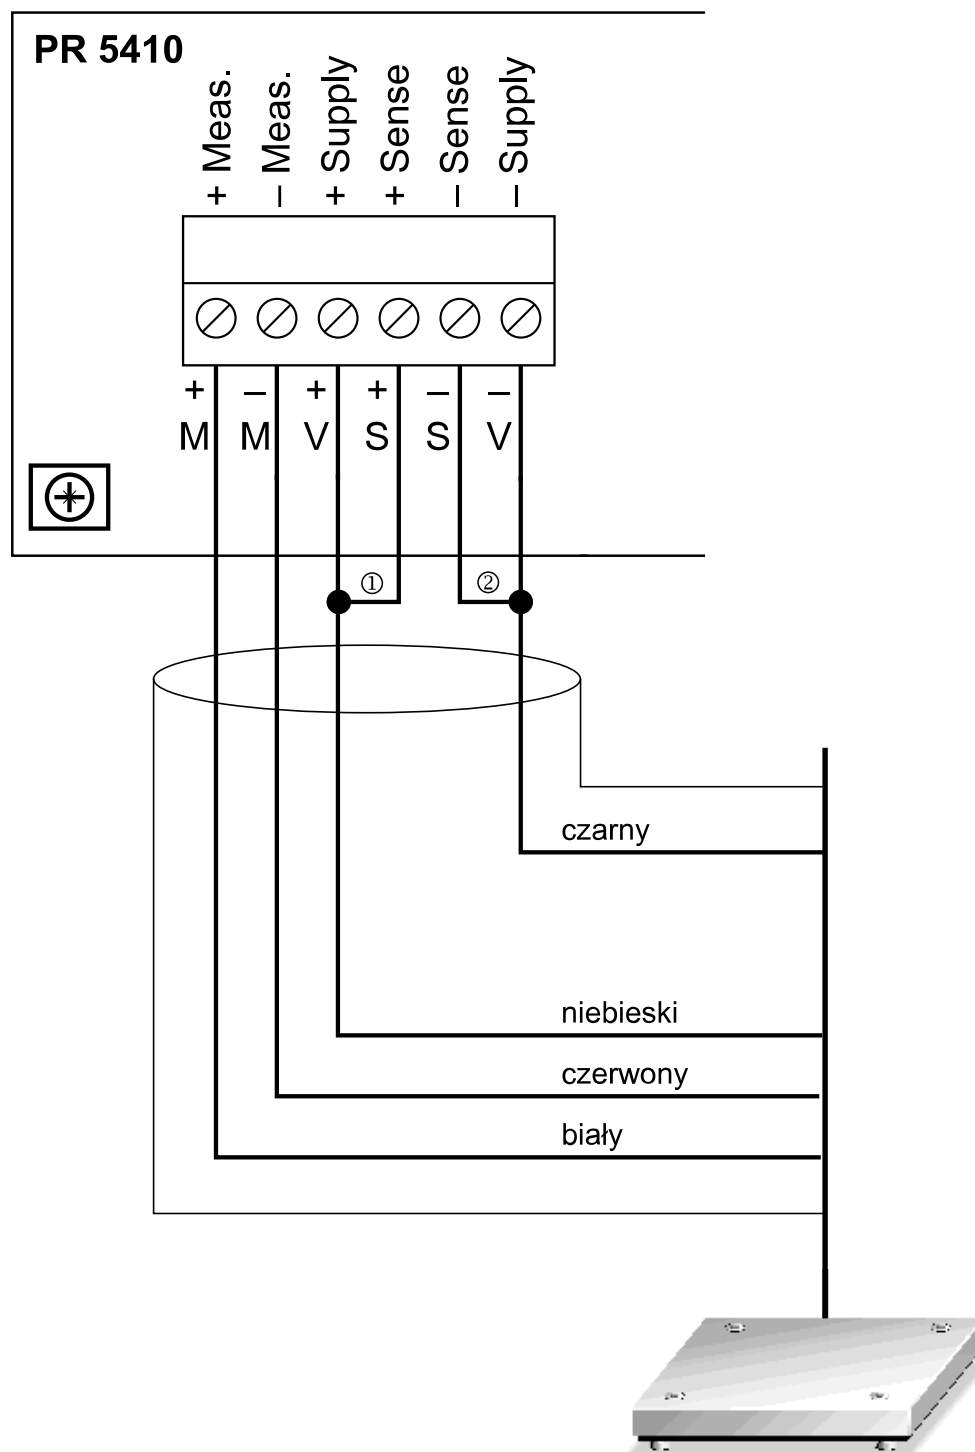 PR 5410
+ Meas.
– Meas.
+ Supply
+ Sense
– Sense
– Supply
+ – + + – –
M M V S S V
① ②
czarny
niebieski
czerwony
biały